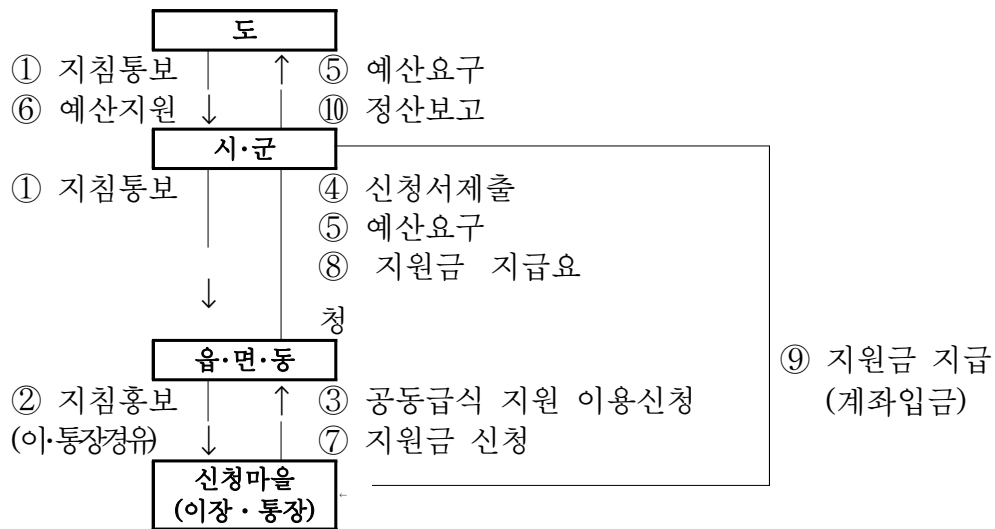 도
① 지침통보 ⑤ 예산요구
⑥ 예산지원 ⑩ 정산보고
시·군
① 지침통보 ④ 신청서제출
⑤ 예산요구
⑧ 지원금 지급요
청
읍·면·동
⑨ 지원금 지급
② 지침홍보 ③ 공동급식 지원 이용신청
(계좌입금)
(이·통장경유) ⑦ 지원금 신청
신청마을
(이장·통장)